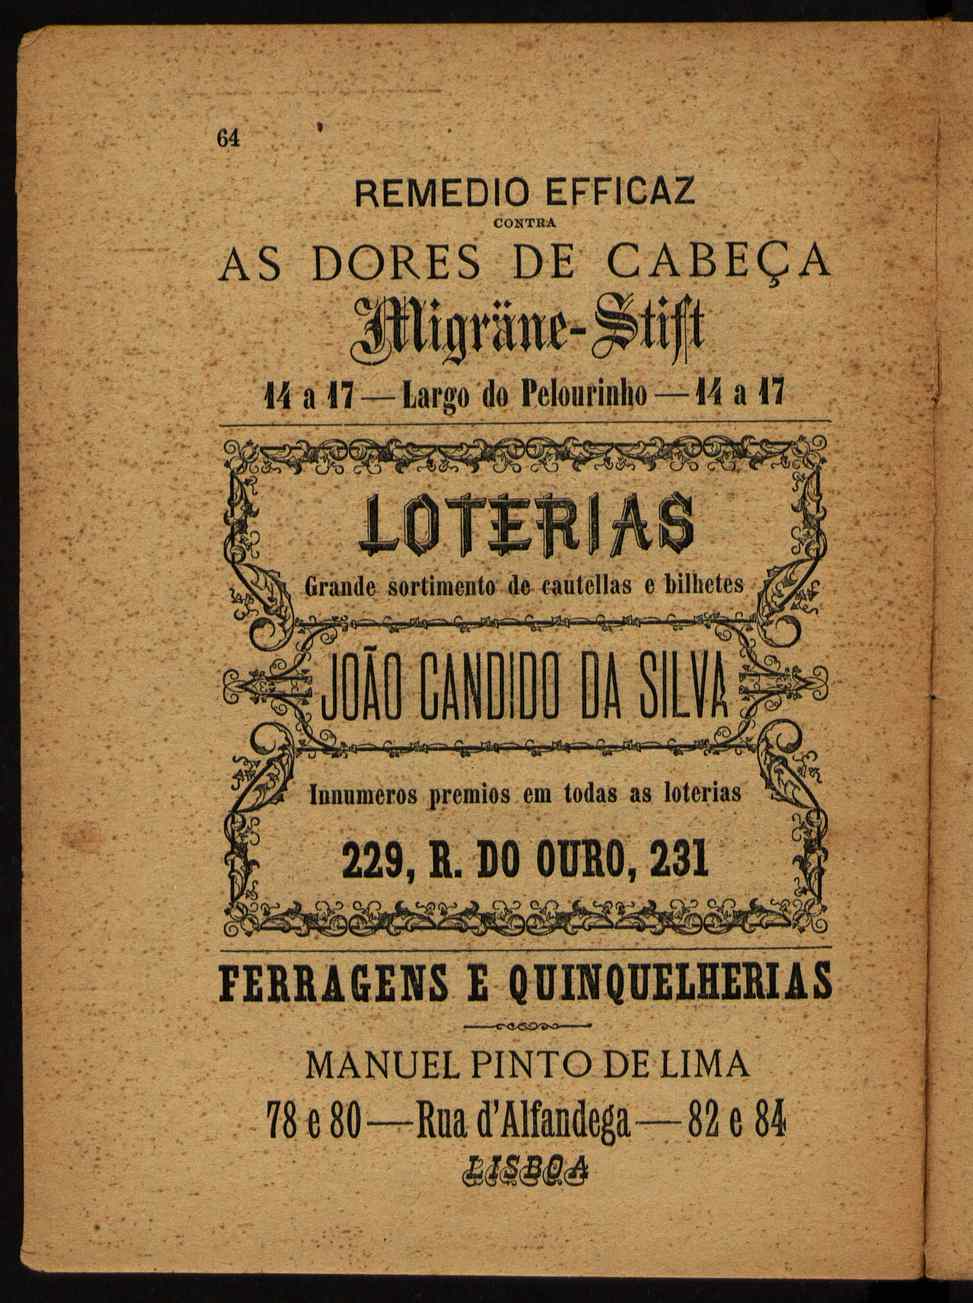 64
REMEDIO EFFICAZ
CONTRA
AS DORES DE CABEÇA
Migräne-Stift
14 a 17—Largo do Pelourinho—14 a 17
LOTERIAS
Grande sortimento de cautellas e bilhetes
JOÃO CANDIDO DA SILVA
Innumeros premios em todas as loterias
229, R. DO OURO, 231
FERRAGENS E QUINQUELHERIAS
MANUEL PINTO DE LIMA
78 e 80—Rua d'Alfandega—82 e 84
LISBOA